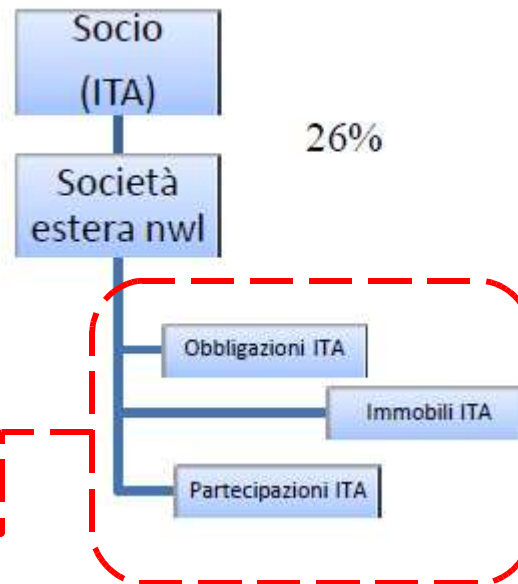 Socio
(ITA)
26%
Società
estera nwl
Obbligazioni ITA
Immobili ITA
Partecipazioni ITA